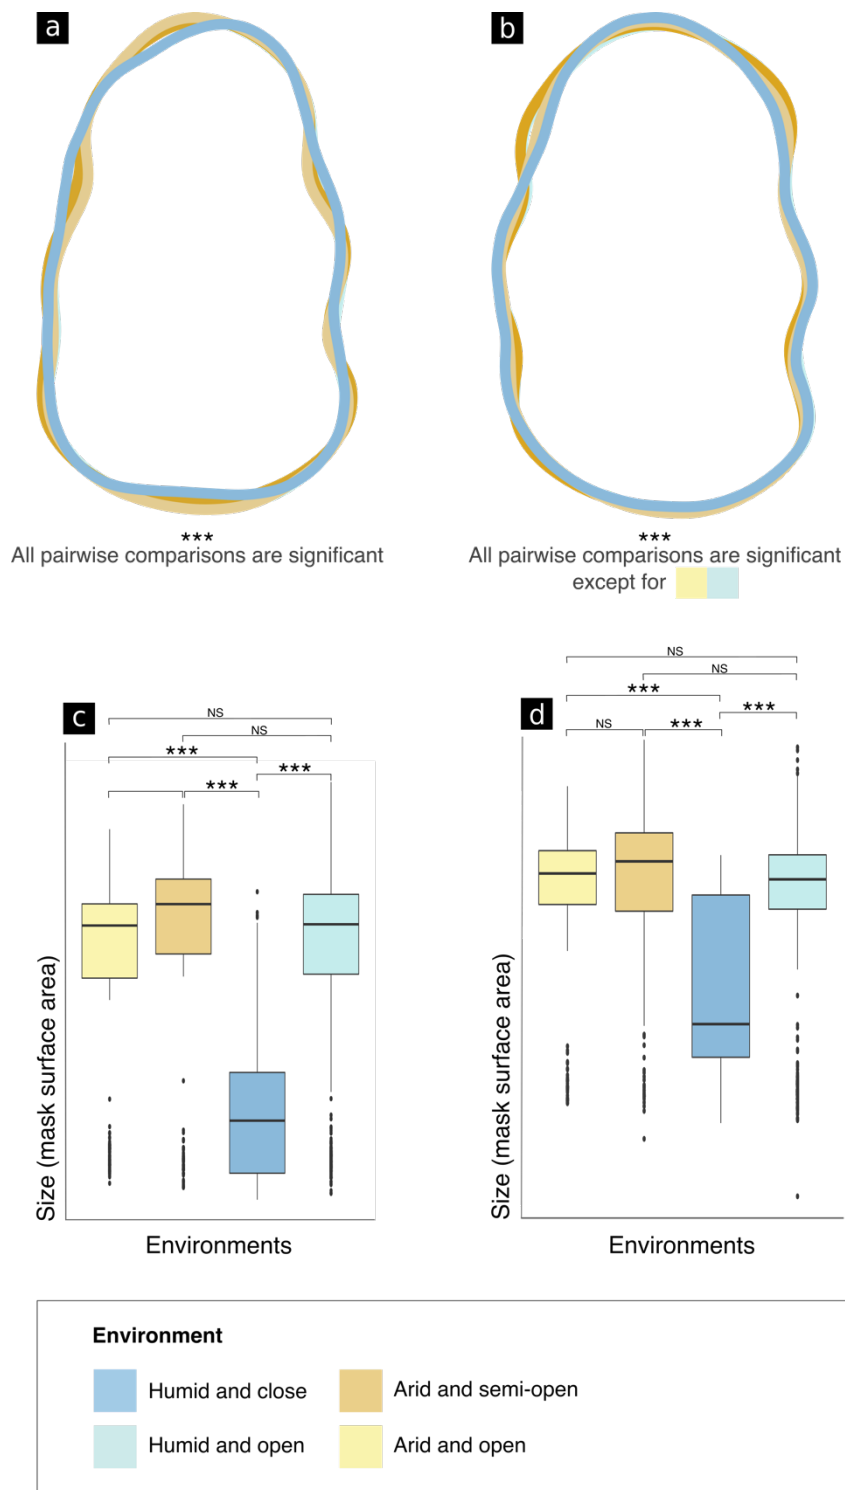 a
b
***
All pairwise comparisons are significant
***
All pairwise comparisons are significant
except for
c
NS
NS
***
***
***
Size (mask surface area)
Environments
d
NS
NS
***
***
NS
***
Size (mask surface area)
Environments
Environment
Humid and close
Arid and semi-open
Humid and open
Arid and open